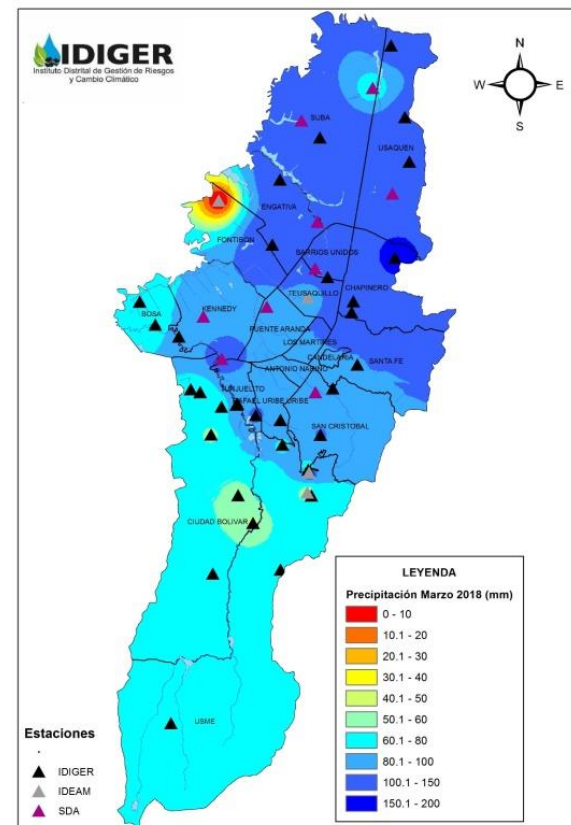 IDIGER
Instituto Distrital de Gestión de Riesgos
y Cambio Climático
N
W E
S
SUBA
USAQUEN
ENGATIVA
FONTIBON
BARRIOS UNIDOS
CHAPINERO
TEUSAQUILLO
BOSA
KENNEDY
PUENTE ARANDA
LOS MARTIRES
CANDELARIA
SANTA FE
ANTONIO NARIÑO
TUNJUELITO
RAFAEL URIBE URIBE
SAN CRISTOBAL
CIUDAD BOLIVAR
USME
LEYENDA
Precipitación Marzo 2018 (mm)
0 - 10
10.1 - 20
20.1 - 30
30.1 - 40
40.1 - 50
50.1 - 60
60.1 - 80
80.1 - 100
100.1 - 150
150.1 - 200
Estaciones
IDIGER
IDEAM
SDA